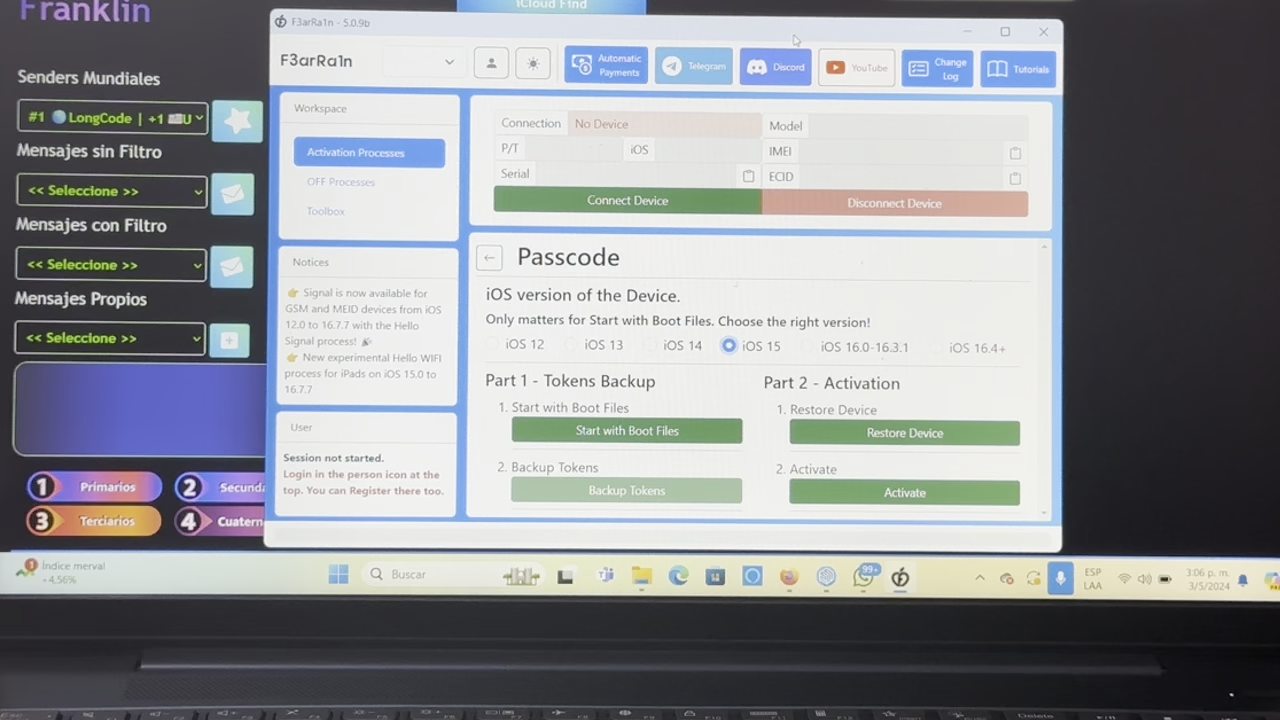 Franklin
iCloud Find
Senders Mundiales
#1 LongCode | +1 U
Mensajes sin Filtro
<< Seleccione >>
Mensajes con Filtro
<< Seleccione >>
Mensajes Propios
<< Seleccione >>
1 Primarios
2
3 Terciarios
4
F3arRa1n - 5.0.9b
F3arRa1n
Automatic
Payments
Telegram
Discord
YouTube
Change
Log
Tutorials
Workspace
Activation Processes
OFF Processes
Toolbox
Notices
👉 Signal is now available for
GSM and MEID devices from iOS
12.0 to 16.7.7 with the Hello
Signal process! 🎉
👉 New experimental Hello WIFI
process for iPads on iOS 15.0 to
16.7.7
User
Session not started.
Login in the person icon at the
top. You can Register there too.
Connection No Device Model
P/T iOS IMEI
Serial ECID
Connect Device Disconnect Device
Passcode
iOS version of the Device.
Only matters for Start with Boot Files. Choose the right version!
iOS 12 iOS 13 iOS 14 iOS 15 iOS 16.0-16.3.1 iOS 16.4+
Part 1 - Tokens Backup
1. Start with Boot Files
Start with Boot Files
2. Backup Tokens
Backup Tokens
Part 2 - Activation
1. Restore Device
Restore Device
2. Activate
Activate
1 Índice merval
+4,56%
Buscar
99+
ESP
LAA
3:06 p. m.
3/5/2024